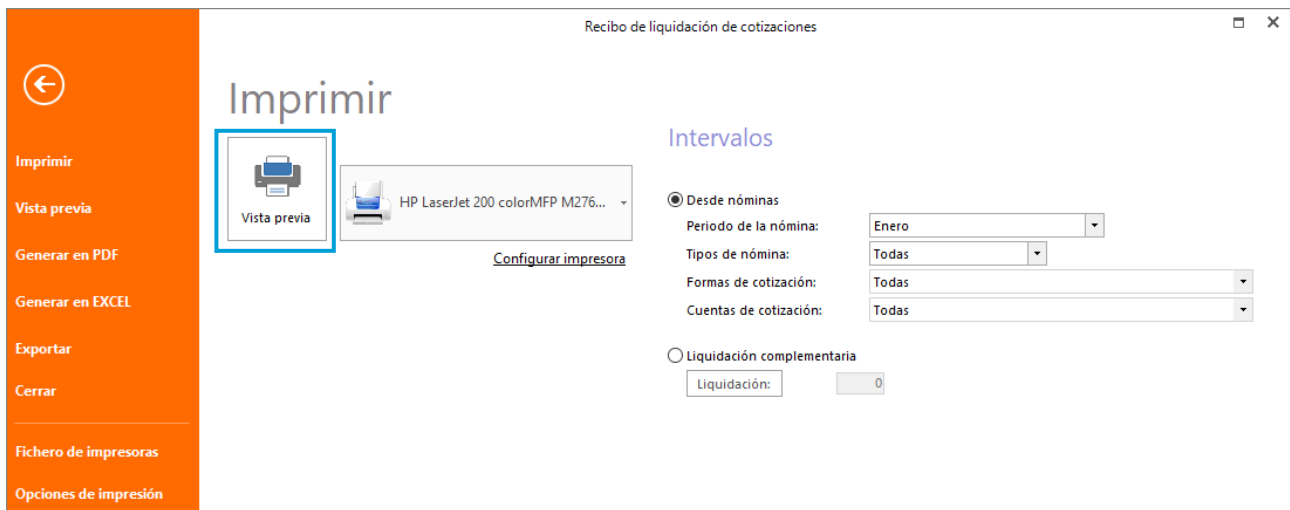 Recibo de liquidación de cotizaciones
Imprimir
Vista previa
Generar en PDF
Generar en EXCEL
Exportar
Cerrar
Fichero de impresoras
Opciones de impresión
Imprimir
Vista previa
HP LaserJet 200 colorMFP M276...
Configurar impresora
Intervalos
Desde nóminas
Periodo de la nómina: Enero
Tipos de nómina: Todas
Formas de cotización: Todas
Cuentas de cotización: Todas
Liquidación complementaria
Liquidación: 0